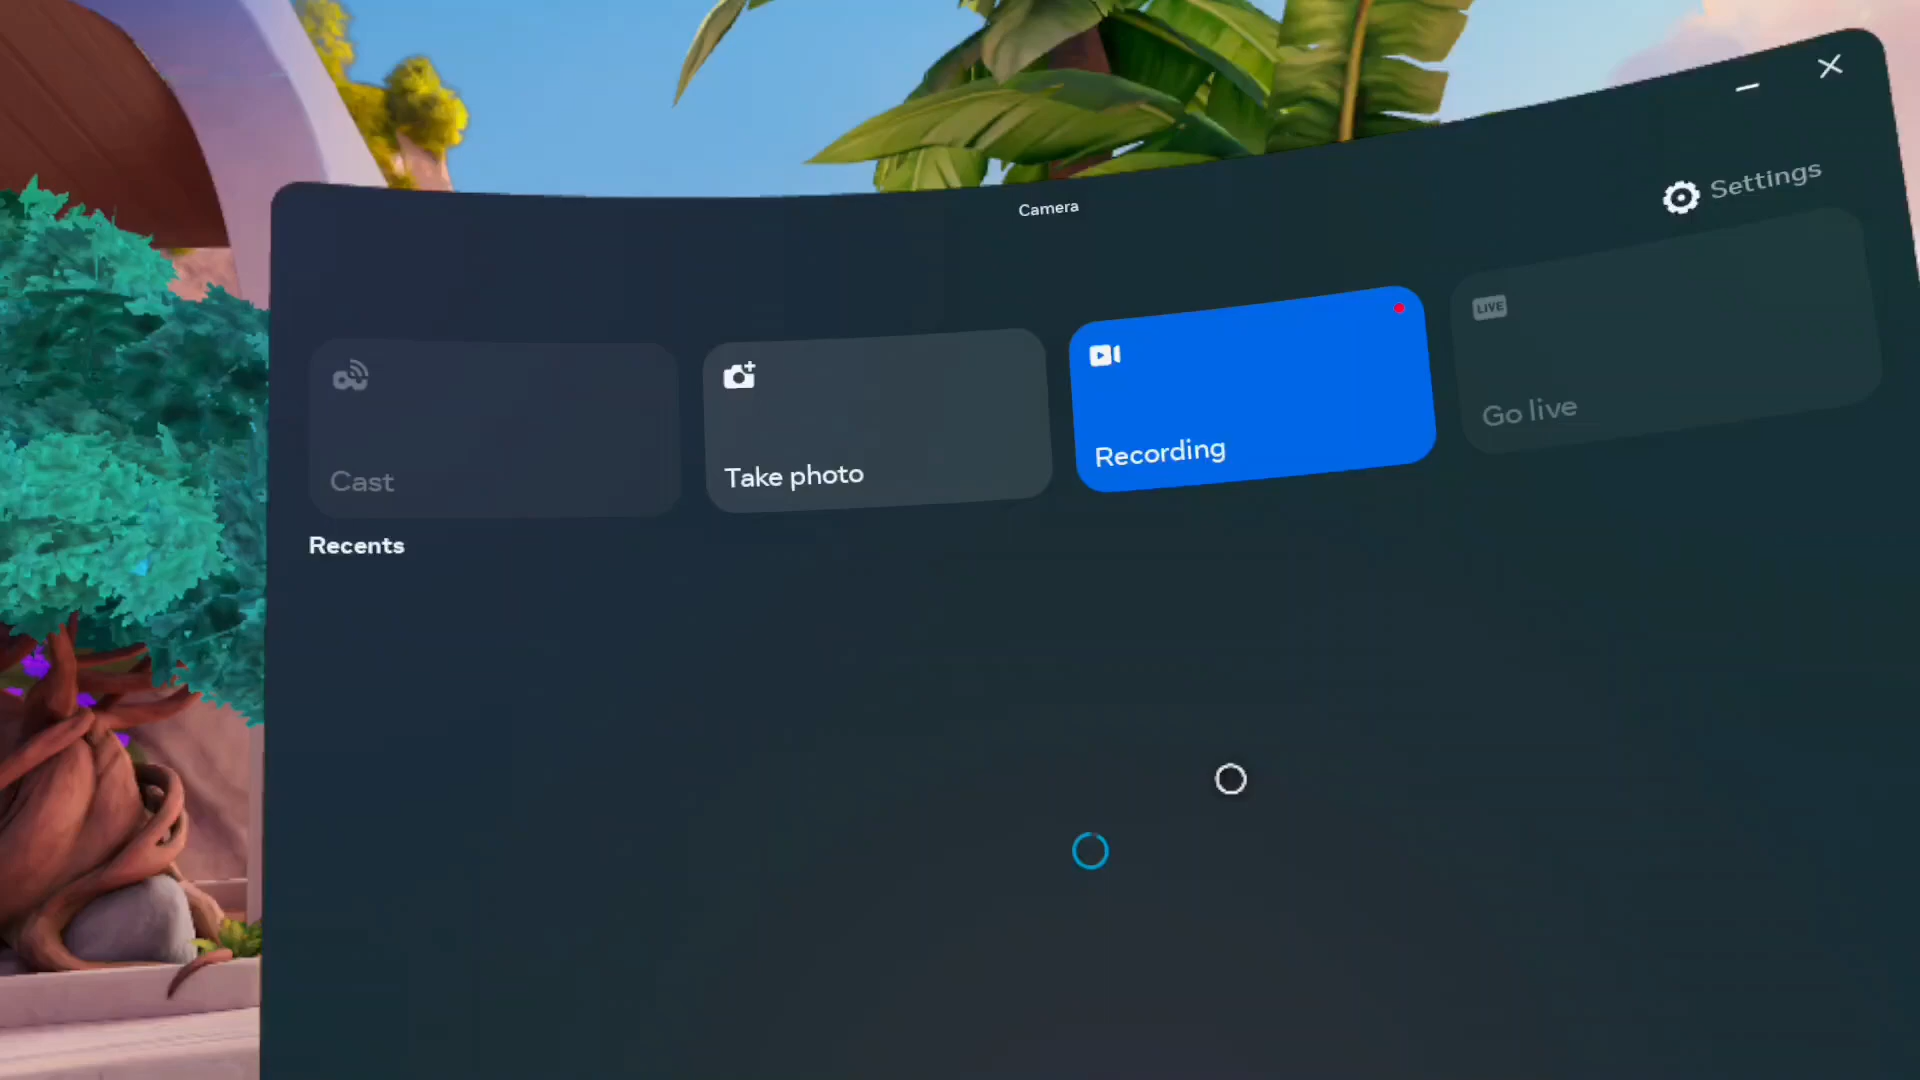 Camera
Settings
Cast
Take photo
Recording
LIVE
Go live
Recents